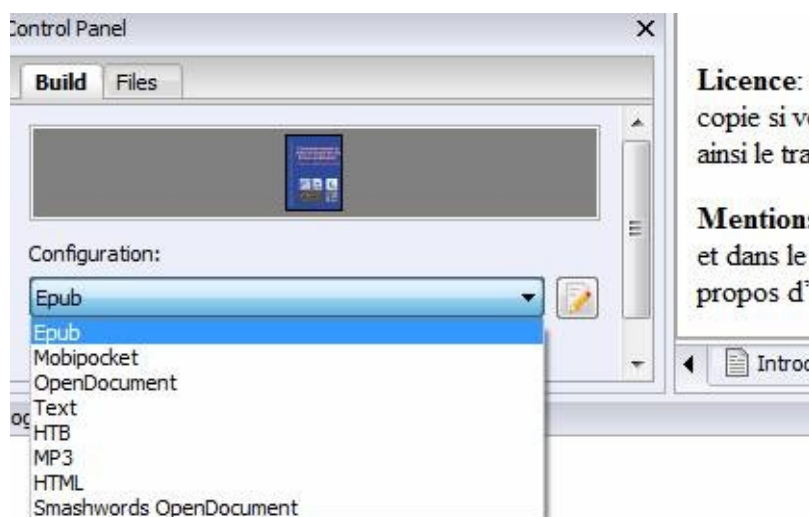 Control Panel
Build Files
Configuration:
Epub
Epub
Mobipocket
OpenDocument
Text
HTB
MP3
HTML
Smashwords OpenDocument
Licence:
copie si
ainsi le
Mention
et dans le
propos d'
Introd